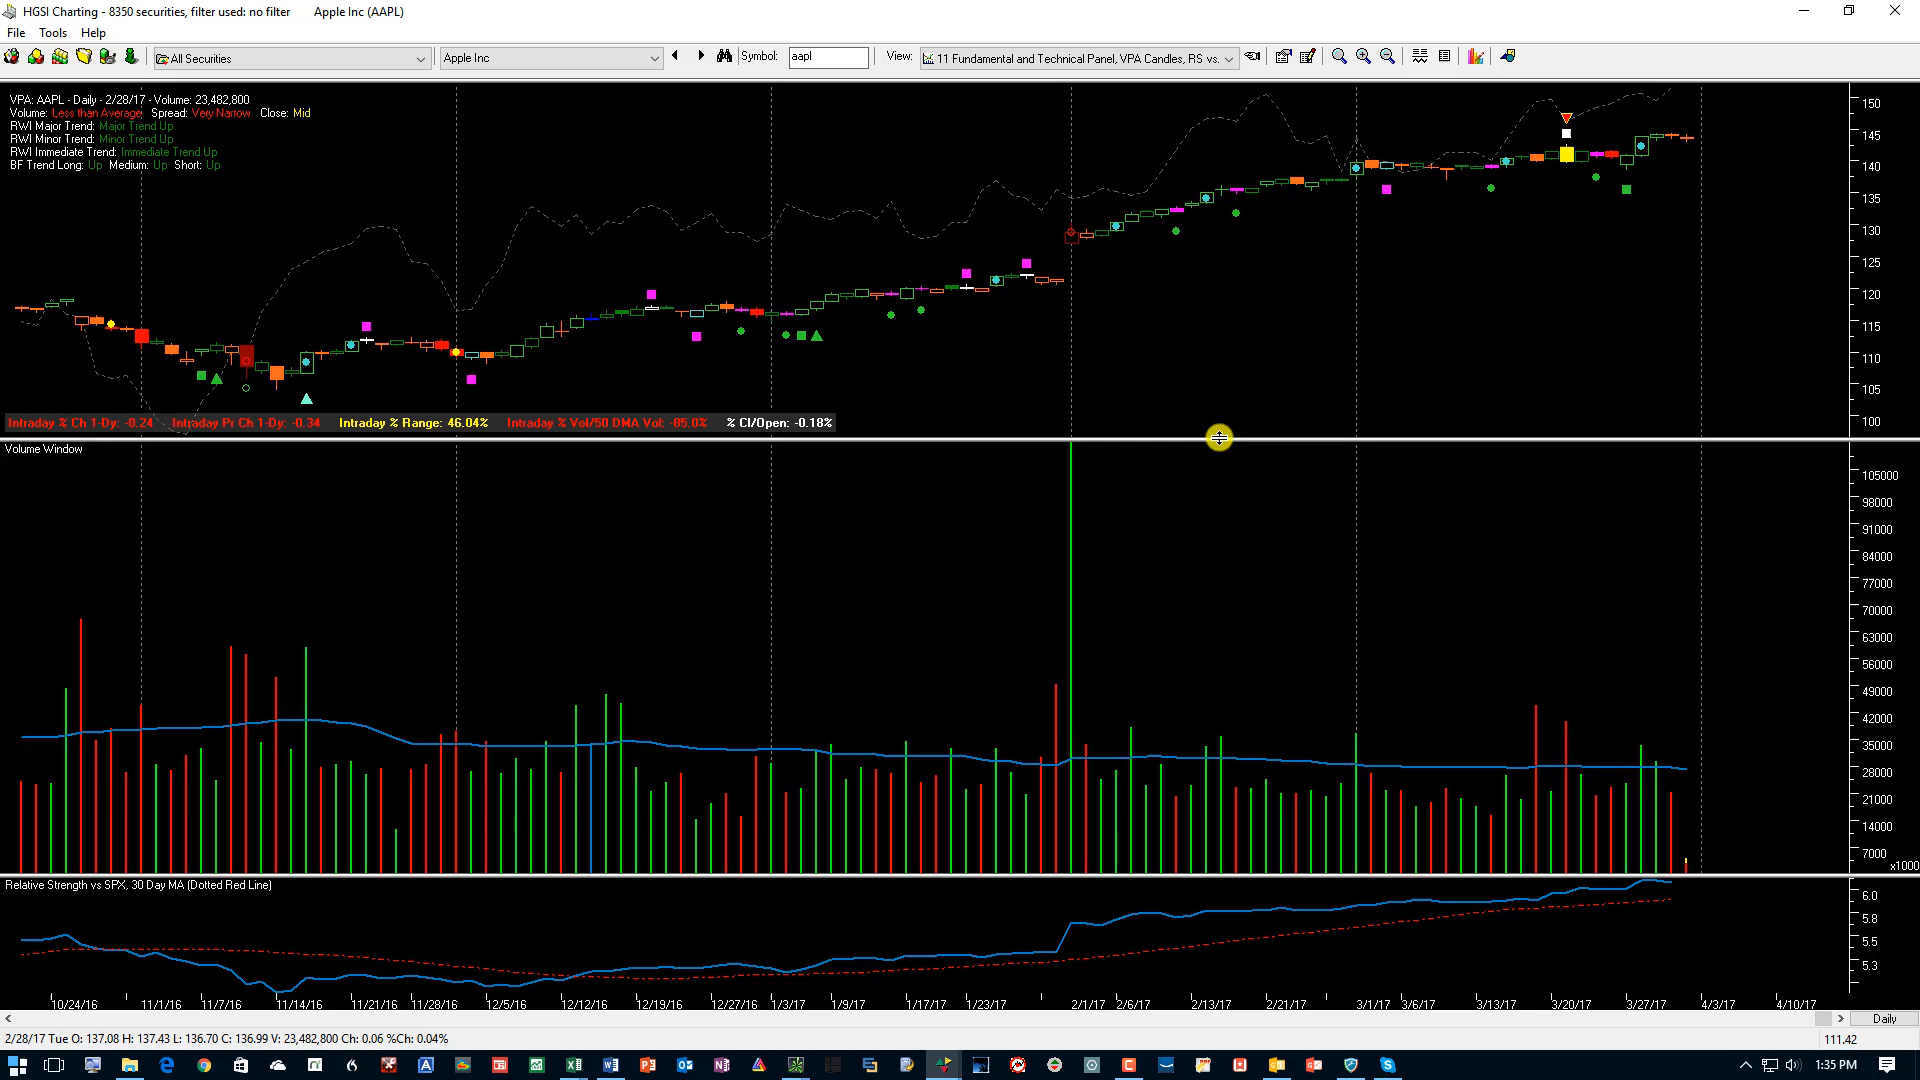 HGSI Charting - 8350 securities, filter used: no filter Apple Inc (AAPL)
File Tools Help
All Securities Apple Inc Symbol: aapl View: 11 Fundamental and Technical Panel, VPA Candles, RS vs.
VPA: AAPL - Daily - 2/28/17 - Volume: 23,482,800
Volume: Less than Average Spread: Very Narrow Close: Mid
RWI Major Trend: Major Trend Up
RWI Minor Trend: Minor Trend Up
RWI Immediate Trend: Immediate Trend Up
BF Trend Long: Up Medium: Up Short: Up
150
145
140
135
130
125
120
115
110
105
100
Intraday % Ch 1-Dy: -0.24 Intraday Pr Ch 1-Dy: -0.34 Intraday % Range: 46.04% Intraday % Vol/50 DMA Vol: -85.0% % Cl/Open: -0.18%
Volume Window
105000
98000
91000
84000
77000
70000
63000
56000
49000
42000
35000
28000
21000
14000
7000
x1000
Relative Strength vs SPX, 30 Day MA (Dotted Red Line)
6.0
5.8
5.5
5.3
10/24/16 11/1/16 11/7/16 11/14/16 11/21/16 11/28/16 12/5/16 12/12/16 12/19/16 12/27/16 1/3/17 1/9/17 1/17/17 1/23/17 2/1/17 2/6/17 2/13/17 2/21/17 3/1/17 3/6/17 3/13/17 3/20/17 3/27/17 4/3/17 4/10/17
Daily
2/28/17 Tue O: 137.08 H: 137.43 L: 136.70 C: 136.99 V: 23,482,800 Ch: 0.06 %Ch: 0.04% 111.42
1:35 PM